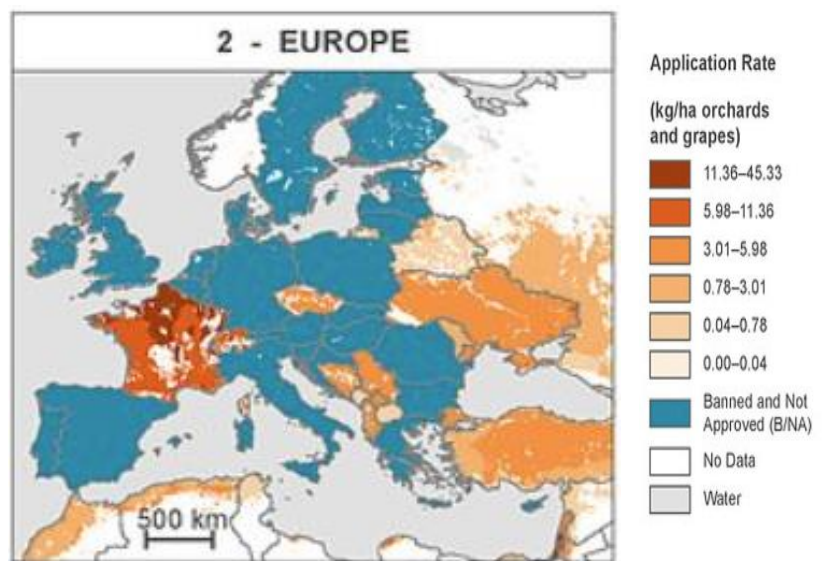 2 - EUROPE
500 km
Application Rate
(kg/ha orchards
and grapes)
11.36–45.33
5.98–11.36
3.01–5.98
0.78–3.01
0.04–0.78
0.00–0.04
Banned and Not
Approved (B/NA)
No Data
Water